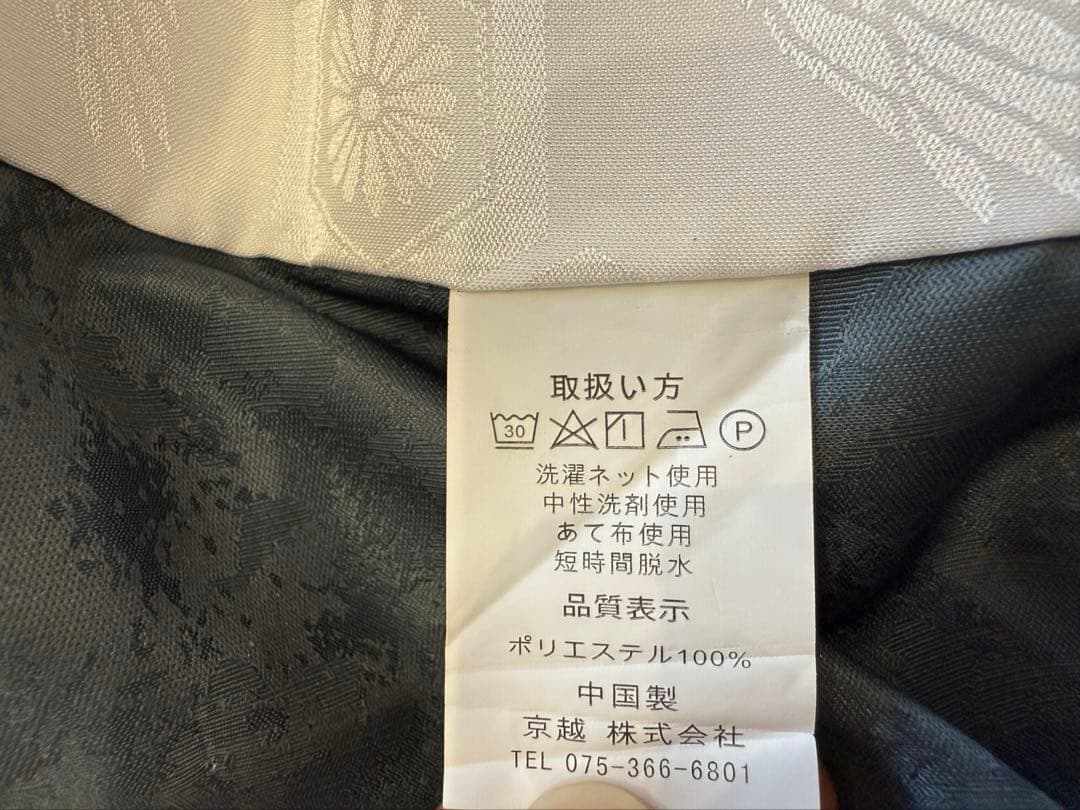 取扱い方
30 P
洗濯ネット使用
中性洗剤使用
あて布使用
短時間脱水
品質表示
ポリエステル100%
中国製
京越 株式会社
TEL 075-366-6801